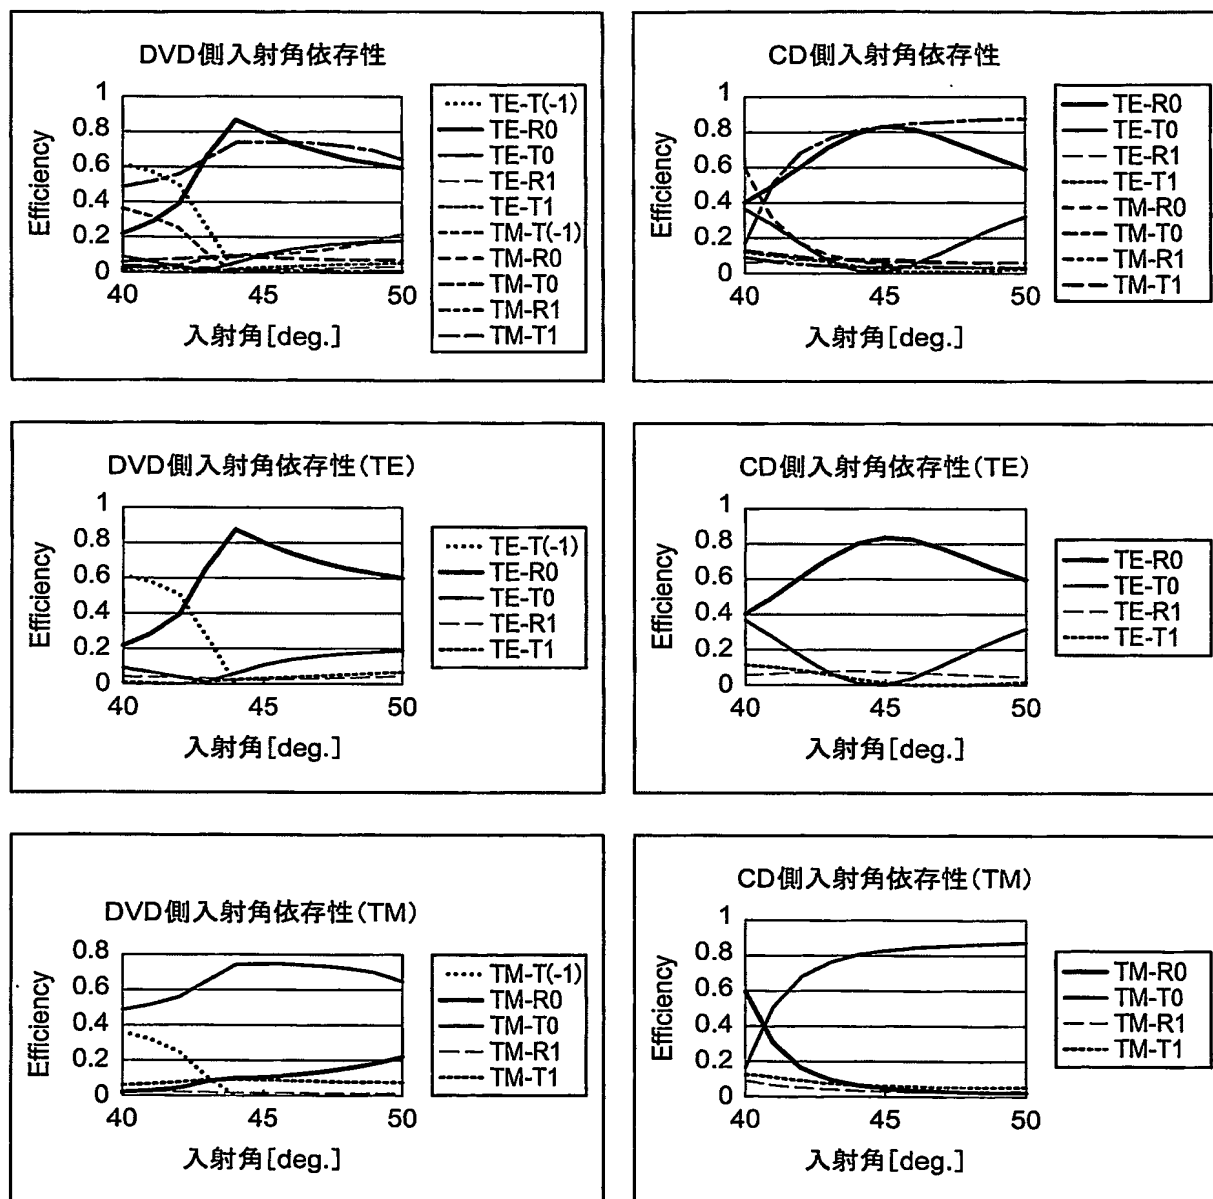 DVD側入射角依存性
1
0.8
0.6
0.4
0.2
0
40
45
50
Efficiency
入射角[deg.]
TE-T(-1)
TE-R0
TE-T0
TE-R1
TE-T1
TM-T(-1)
TM-R0
TM-T0
TM-R1
TM-T1
CD側入射角依存性
1
0.8
0.6
0.4
0.2
0
40
45
50
Efficiency
入射角[deg.]
TE-R0
TE-T0
TE-R1
TE-T1
TM-R0
TM-T0
TM-R1
TM-T1
DVD側入射角依存性(TE)
1
0.8
0.6
0.4
0.2
0
40
45
50
Efficiency
入射角[deg.]
TE-T(-1)
TE-R0
TE-T0
TE-R1
TE-T1
CD側入射角依存性(TE)
1
0.8
0.6
0.4
0.2
0
40
45
50
Efficiency
入射角[deg.]
TE-R0
TE-T0
TE-R1
TE-T1
DVD側入射角依存性(TM)
0.8
0.6
0.4
0.2
0
40
45
50
Efficiency
入射角[deg.]
TM-T(-1)
TM-R0
TM-T0
TM-R1
TM-T1
CD側入射角依存性(TM)
1
0.8
0.6
0.4
0.2
0
40
45
50
Efficiency
入射角[deg.]
TM-R0
TM-T0
TM-R1
TM-T1